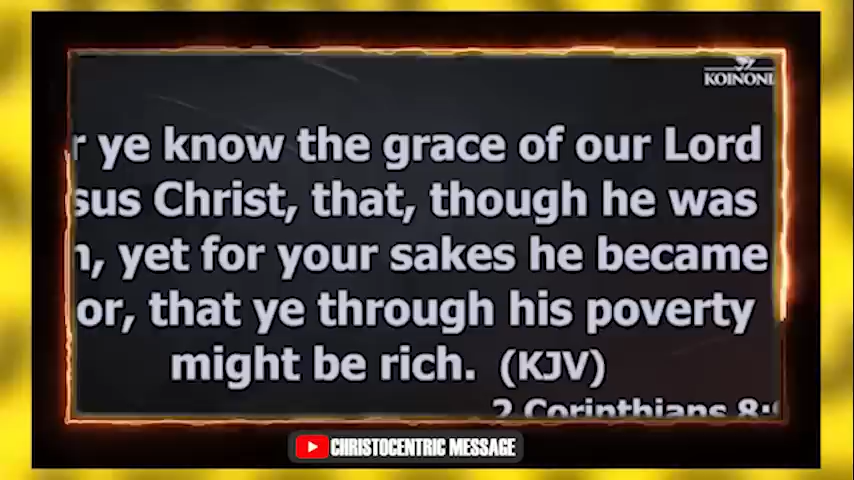 KOINONI
r ye know the grace of our Lord
sus Christ, that, though he was
h, yet for your sakes he became
or, that ye through his poverty
might be rich. (KJV)
2 Corinthians 8:
CHRISTOCENTRIC MESSAGE